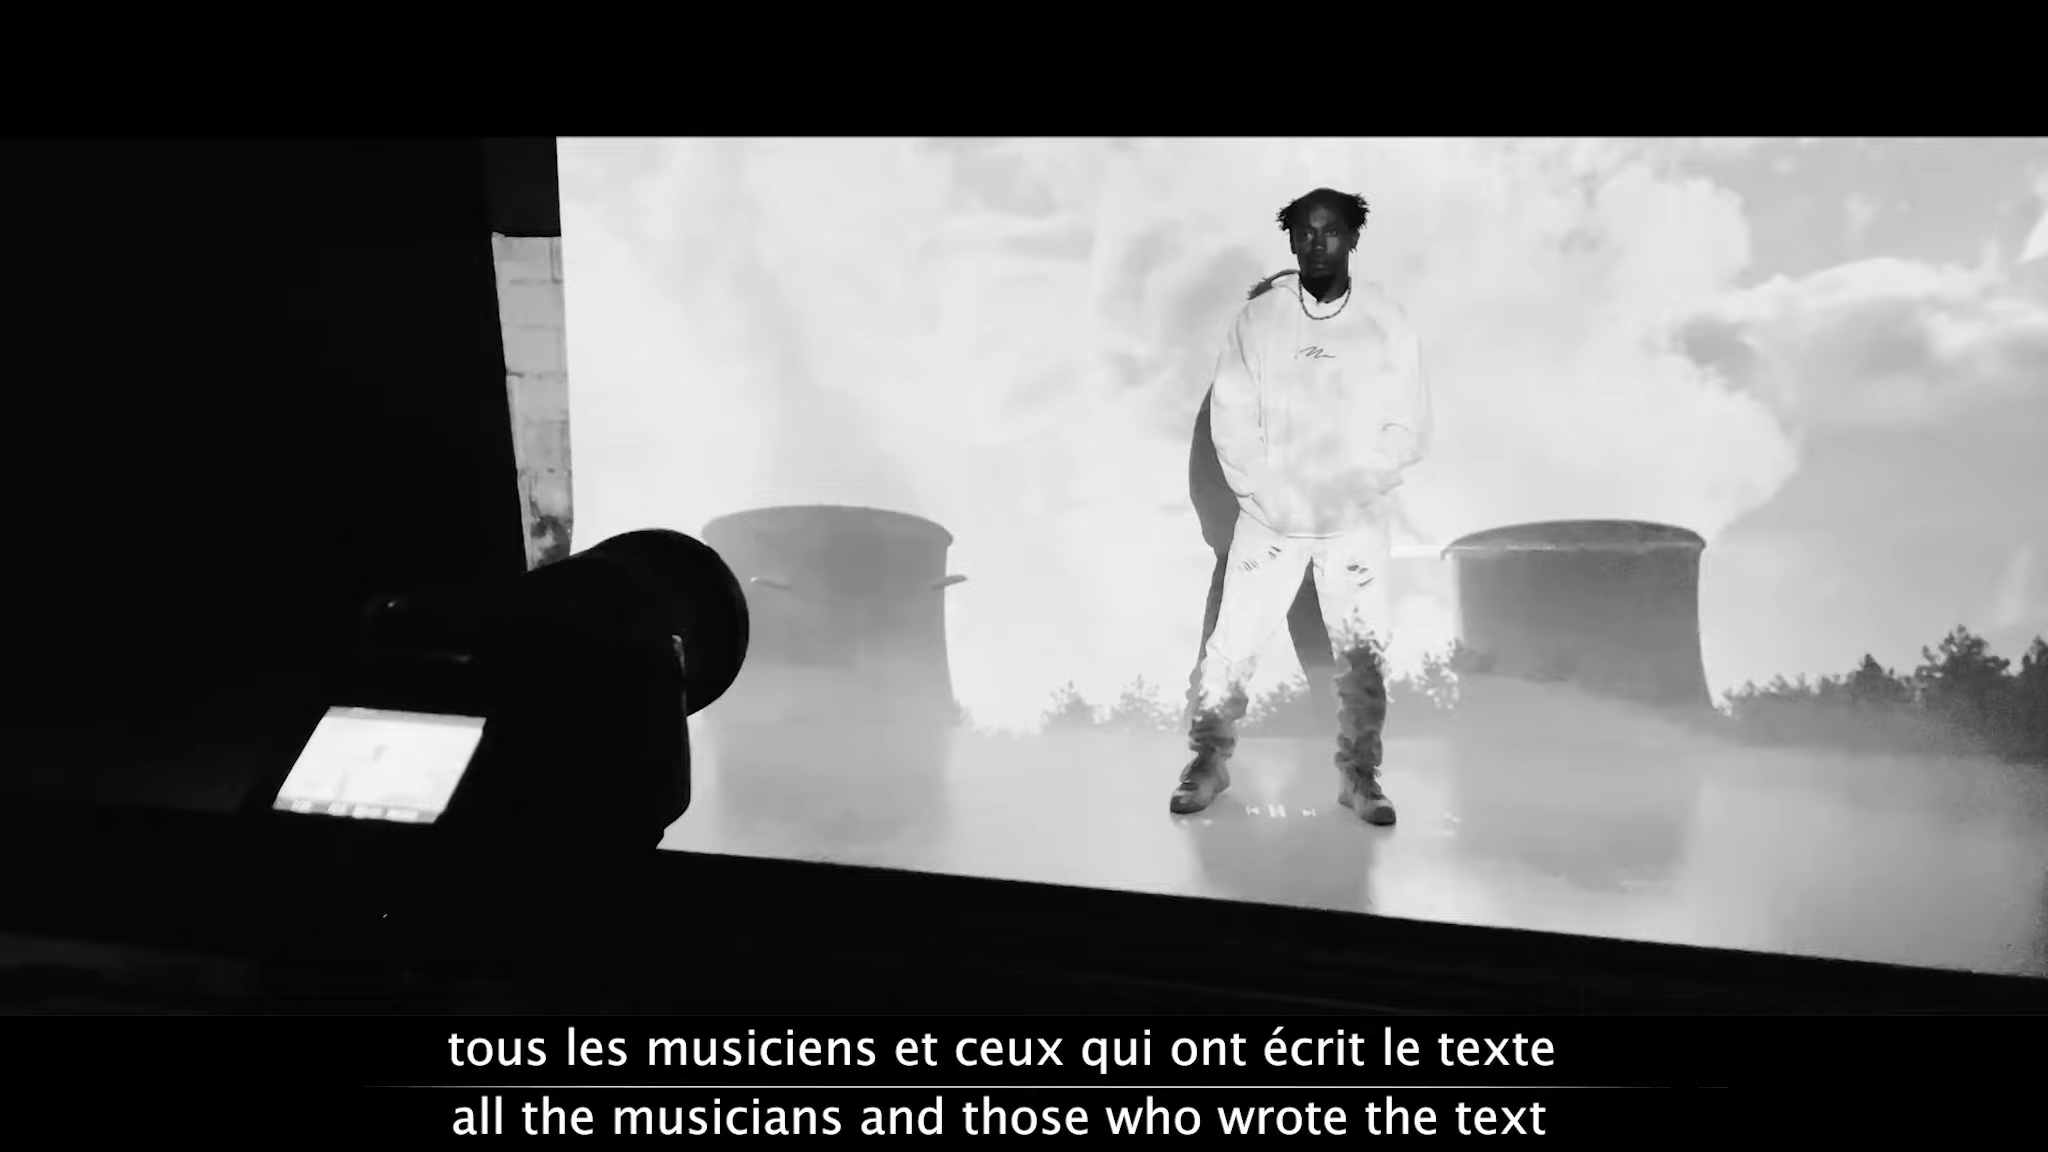 tous les musiciens et ceux qui ont écrit le texte
all the musicians and those who wrote the text